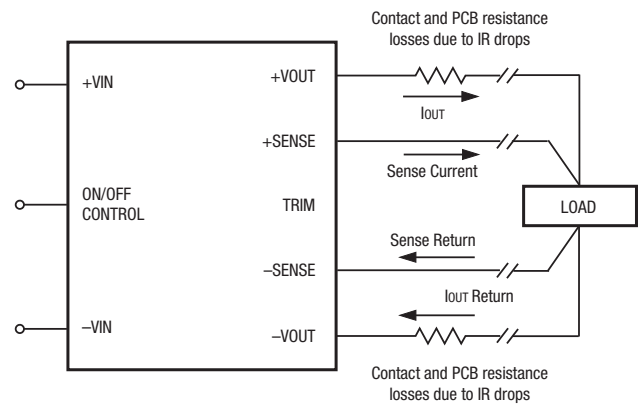 Contact and PCB resistance
losses due to IR drops
+VIN
+VOUT
IOUT
+SENSE
Sense Current
ON/OFF
CONTROL
TRIM
LOAD
Sense Return
–SENSE
IOUT Return
–VIN
–VOUT
Contact and PCB resistance
losses due to IR drops